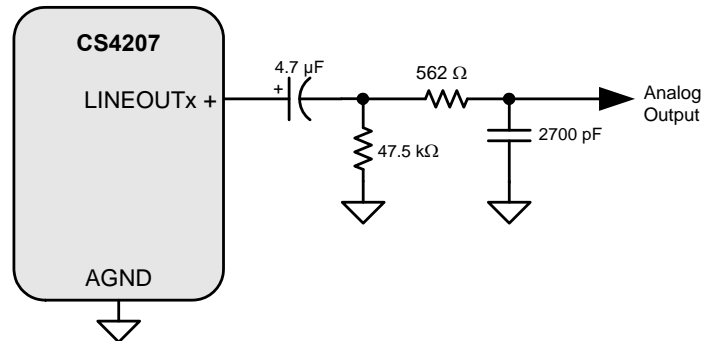 CS4207
4.7 µF
+
LINEOUTx +
562 Ω
Analog
Output
47.5 kΩ
2700 pF
AGND